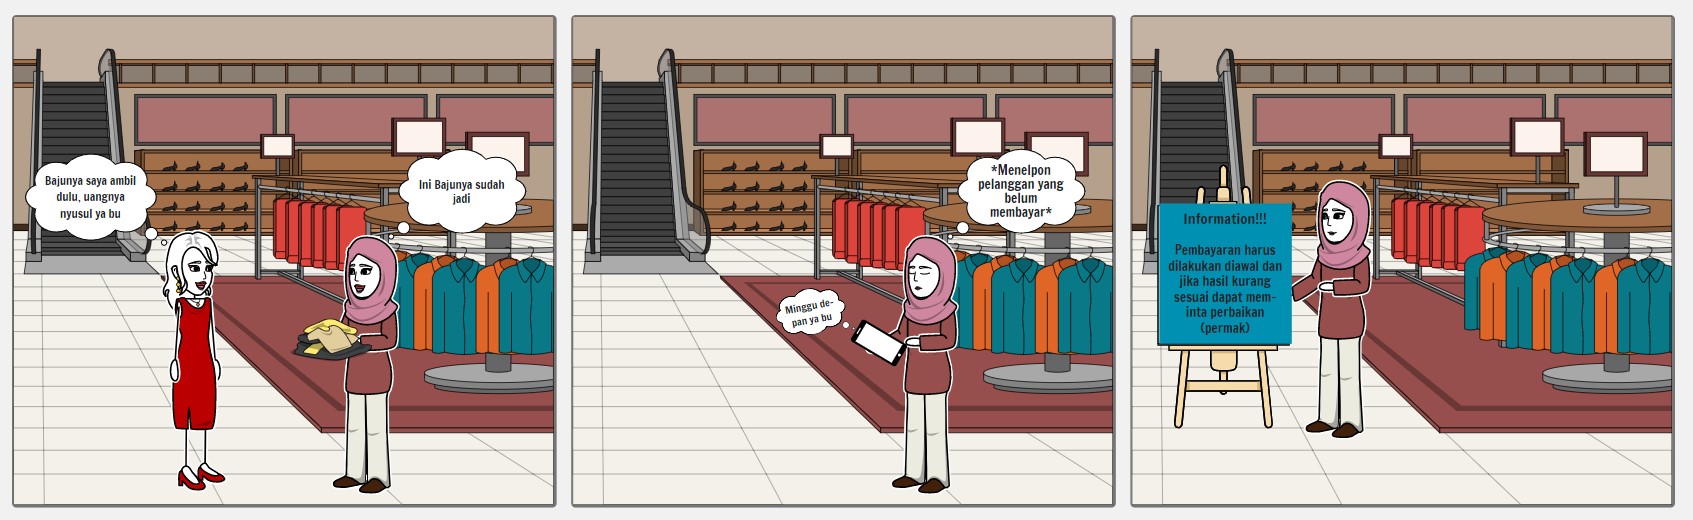 Bajunya saya ambil
dulu, uangnya
nyusul ya bu
Ini Bajunya sudah
jadi
*Menelpon
pelanggan yang
belum
membayar*
Minggu de-
pan ya bu
Information!!!
Pembayaran harus
dilakukan diawal dan
jika hasil kurang
sesuai dapat mem-
inta perbaikan
(permak)